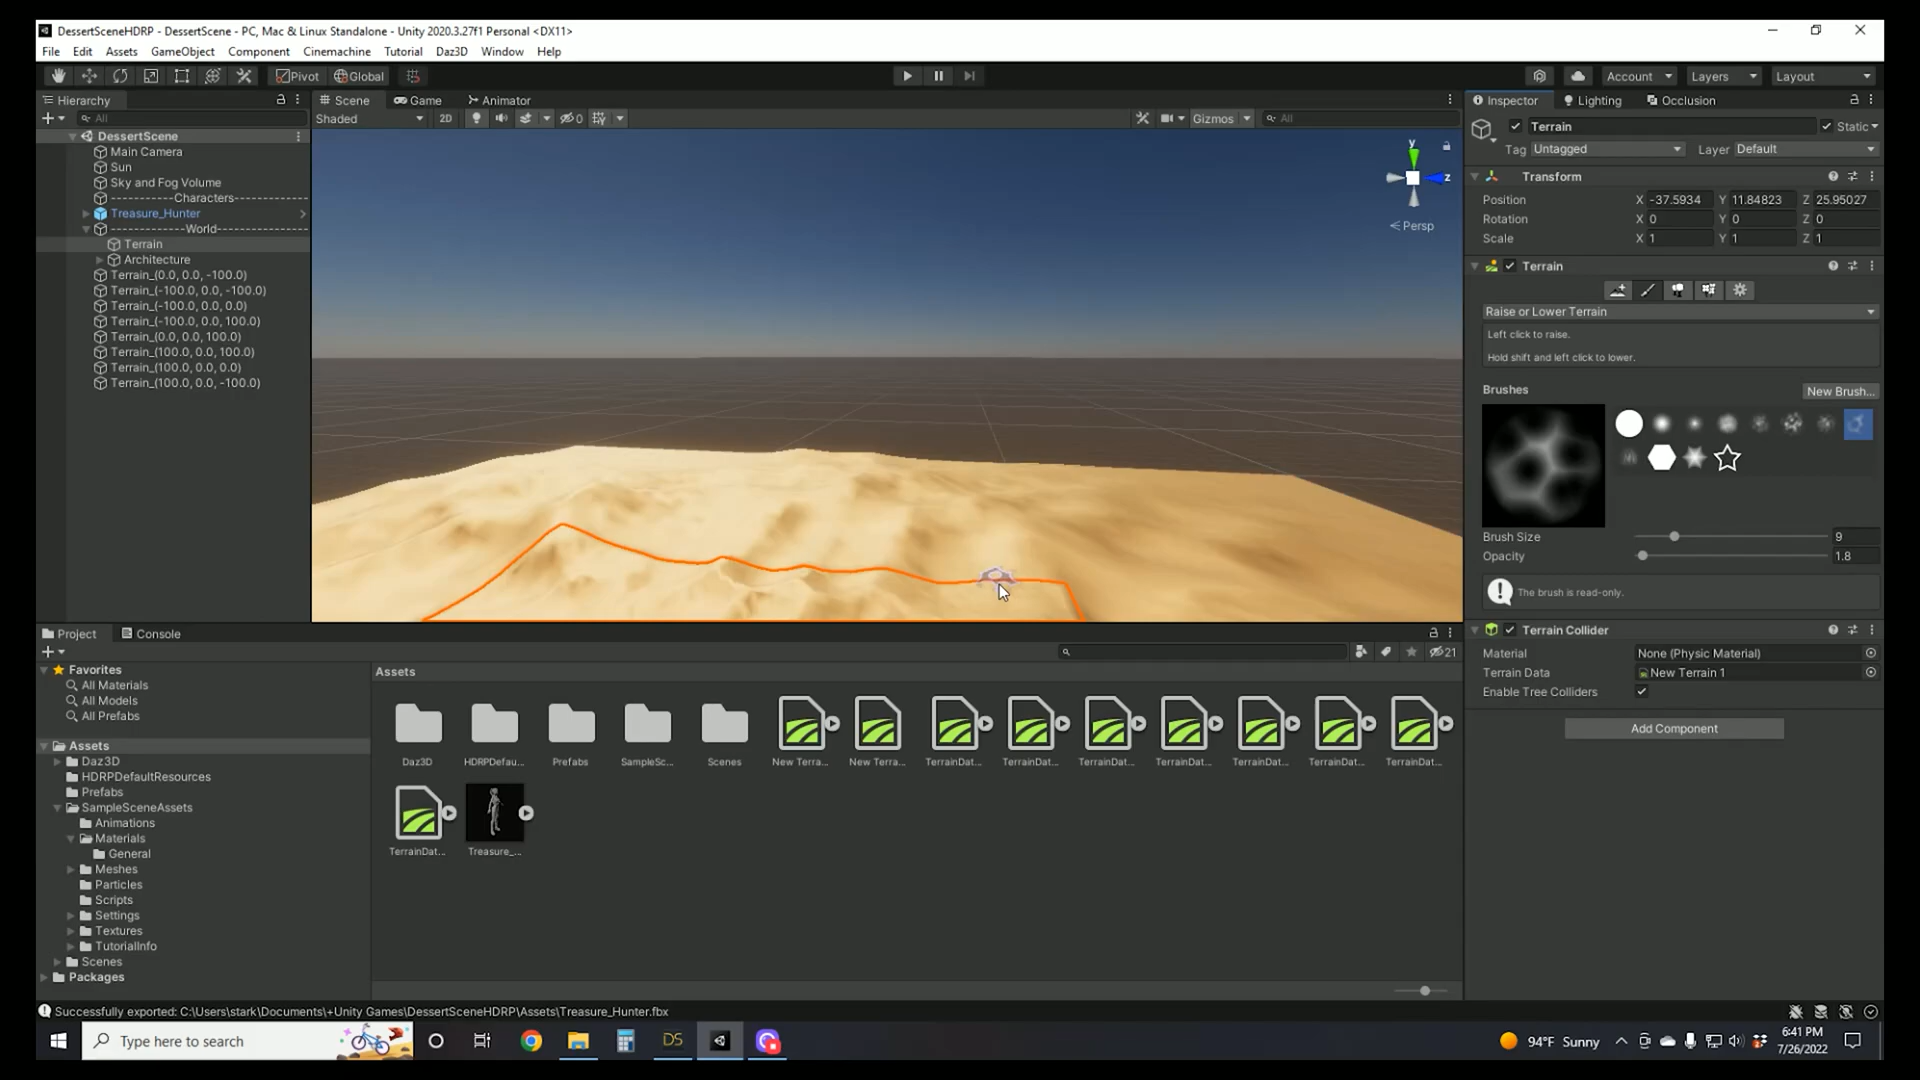 DessertSceneHDRP - DessertScene - PC, Mac & Linux Standalone - Unity 2020.3.27f1 Personal <DX11>
File Edit Assets GameObject Component Cinemachine Tutorial Daz3D Window Help
Pivot Global Account Layers Layout
Hierarchy
All
DessertScene
Main Camera
Sun
Sky and Fog Volume
-----------Characters-------------
Treasure_Hunter
-------------World----------------
Terrain
Architecture
Terrain_(0.0, 0.0, -100.0)
Terrain_(-100.0, 0.0, -100.0)
Terrain_(-100.0, 0.0, 0.0)
Terrain_(-100.0, 0.0, 100.0)
Terrain_(0.0, 0.0, 100.0)
Terrain_(100.0, 0.0, 100.0)
Terrain_(100.0, 0.0, 0.0)
Terrain_(100.0, 0.0, -100.0)
Scene Game Animator
Shaded 2D 0 Gizmos All
y
z
< Persp
Inspector Lighting Occlusion
Terrain Static
Tag Untagged Layer Default
Transform
Position X -37.5934 Y 11.84823 Z 25.95027
Rotation X 0 Y 0 Z 0
Scale X 1 Y 1 Z 1
Terrain
Raise or Lower Terrain
Left click to raise.
Hold shift and left click to lower.
Brushes New Brush...
Brush Size 9
Opacity 1.8
The brush is read-only.
Terrain Collider
Material None (Physic Material)
Terrain Data New Terrain 1
Enable Tree Colliders
Add Component
Project Console
21
Favorites
All Materials
All Models
All Prefabs
Assets
Daz3D
HDRPDefaultResources
Prefabs
SampleSceneAssets
Animations
Materials
General
Meshes
Particles
Scripts
Settings
Textures
TutorialInfo
Scenes
Packages
Assets
Daz3D HDRPDefau... Prefabs SampleSc... Scenes New Terra... New Terra... TerrainDat... TerrainDat... TerrainDat... TerrainDat... TerrainDat... TerrainDat... TerrainDat...
TerrainDat... Treasure_...
Successfully exported: C:\Users\stark\Documents\+Unity Games\DessertSceneHDRP\Assets\Treasure_Hunter.fbx
Type here to search
DS
94°F Sunny
6:41 PM
7/26/2022